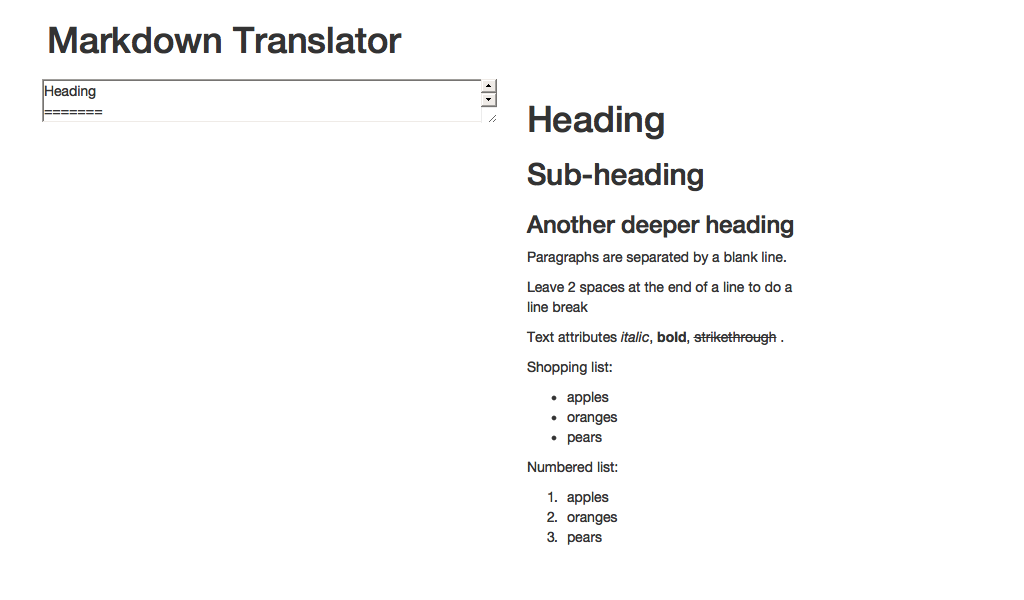 Markdown Translator
Heading
=======
Heading
Sub-heading
Another deeper heading
Paragraphs are separated by a blank line.
Leave 2 spaces at the end of a line to do a
line break
Text attributes italic, bold, strikethrough .
Shopping list:
• apples
• oranges
• pears
Numbered list:
1. apples
2. oranges
3. pears